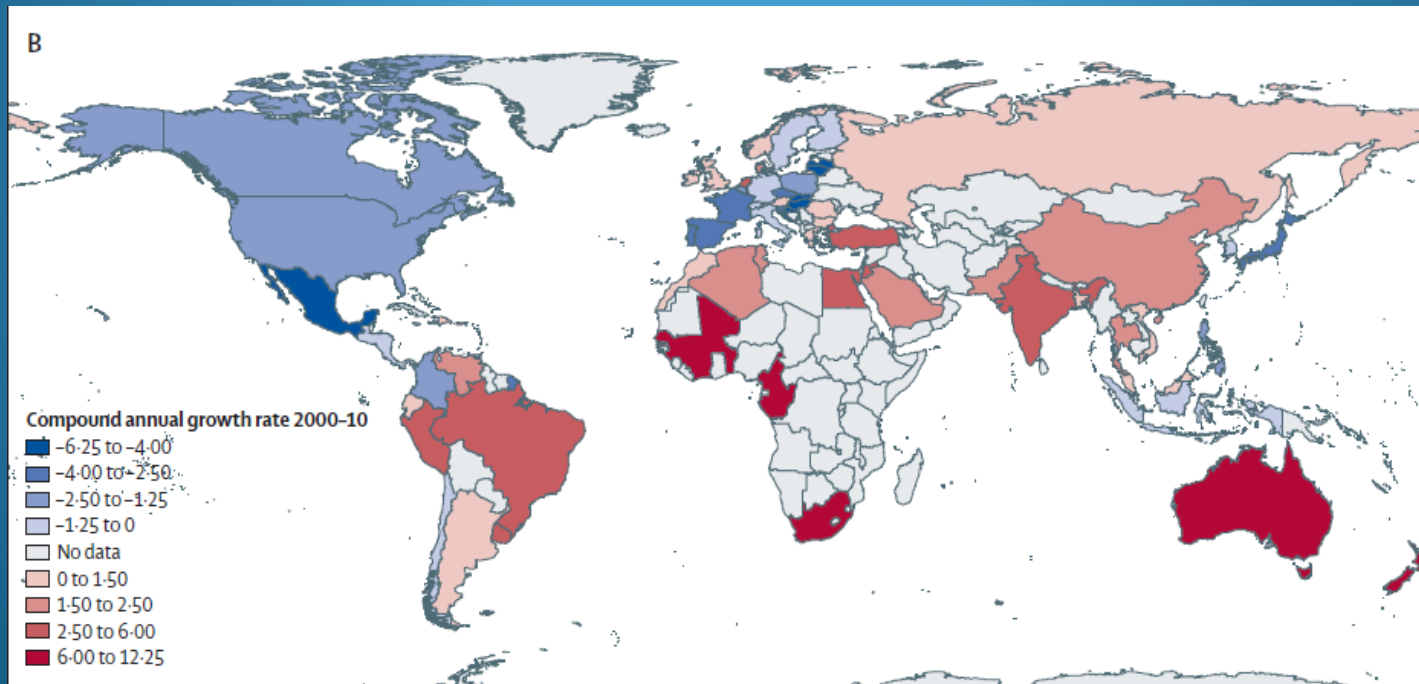 B
Compound annual growth rate 2000–10
–6·25 to –4·00
–4·00 to –2·50
–2·50 to –1·25
–1·25 to 0
No data
0 to 1·50
1·50 to 2·50
2·50 to 6·00
6·00 to 12·25